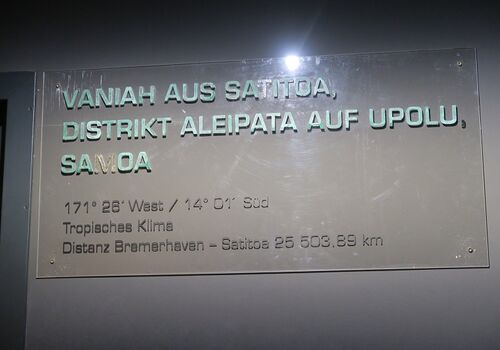 VANIAH AUS SATITOA,
DISTRIKT ALEIPATA AUF UPOLU,
SAMOA
171° 26' West / 14° 01' Süd
Tropisches Klima
Distanz Bremerhaven – Satitoa 25 503,89 km